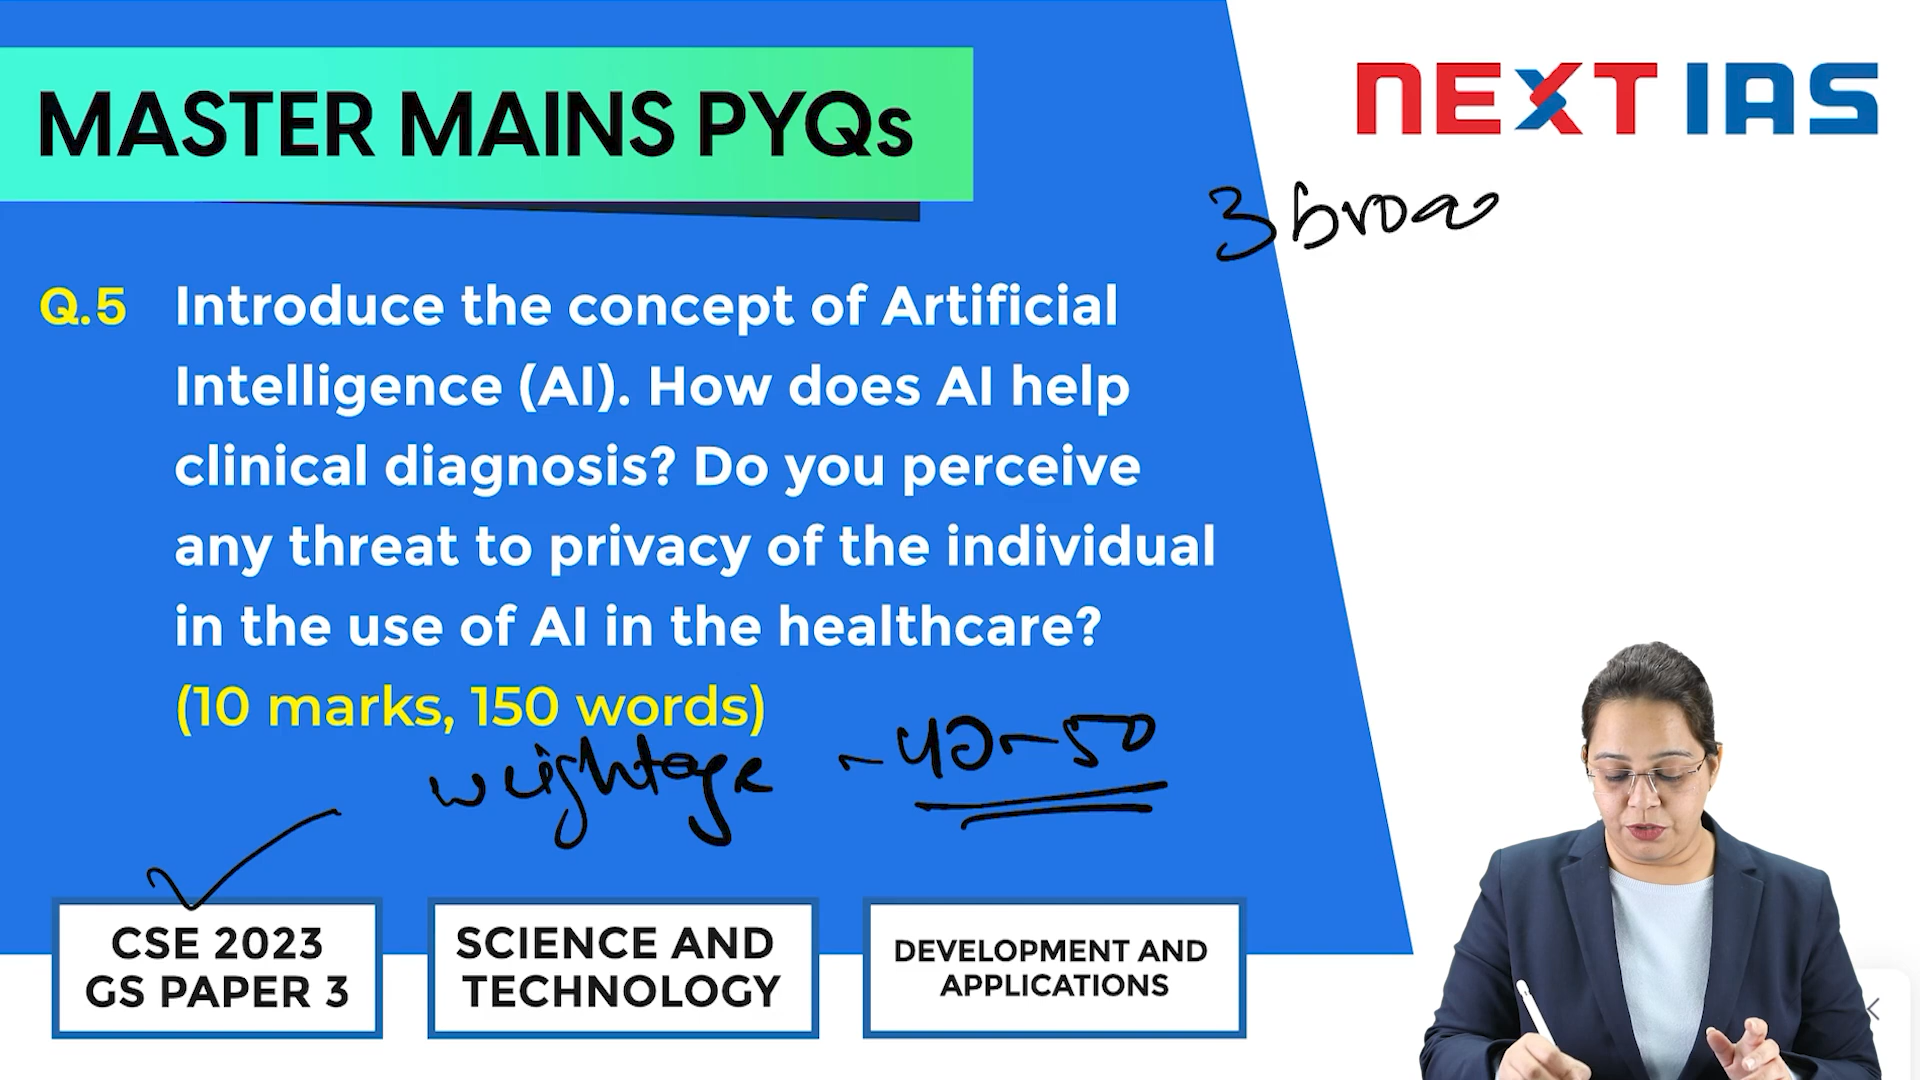 MASTER MAINS PYQs
NEXT IAS
3 broad
Q.5 Introduce the concept of Artificial
Intelligence (AI). How does AI help
clinical diagnosis? Do you perceive
any threat to privacy of the individual
in the use of AI in the healthcare?
(10 marks, 150 words)
weightage ~40-50
CSE 2023
GS PAPER 3
SCIENCE AND
TECHNOLOGY
DEVELOPMENT AND
APPLICATIONS